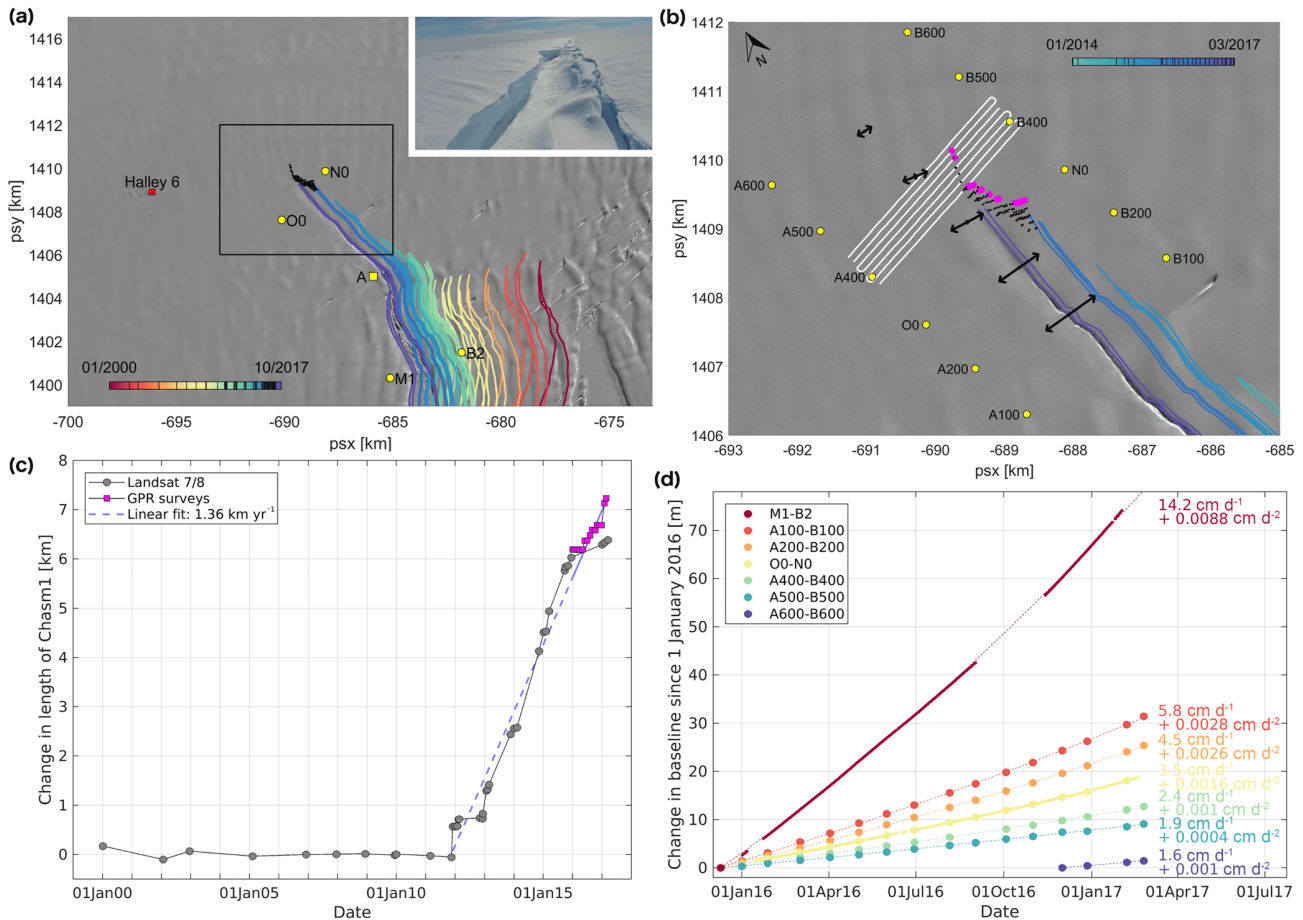 (a)
1416
1414
1412
1410
1408
1406
1404
1402
1400
psy [km]
Halley 6
N0
O0
A
B2
M1
01/2000
10/2017
-700
-695
-690
-685
-680
-675
psx [km]
(b)
1412
1411
1410
1409
1408
1407
1406
psy [km]
N
01/2014
03/2017
B600
B500
B400
A600
N0
A500
B200
A400
B100
O0
A200
A100
-693
-692
-691
-690
-689
-688
-687
-686
-685
psx [km]
(c)
8
7
6
5
4
3
2
1
0
Change in length of Chasm1 [km]
Landsat 7/8
GPR surveys
Linear fit: 1.36 km yr-1
01Jan00
01Jan05
01Jan10
01Jan15
Date
(d)
70
60
50
40
30
20
10
0
Change in baseline since 1 January 2016 [m]
M1-B2
A100-B100
A200-B200
O0-N0
A400-B400
A500-B500
A600-B600
14.2 cm d-1
+ 0.0088 cm d-2
5.8 cm d-1
+ 0.0028 cm d-2
4.5 cm d-1
+ 0.0026 cm d-2
3.5 cm d-1
+ 0.0016 cm d-2
2.4 cm d-1
+ 0.001 cm d-2
1.9 cm d-1
+ 0.0004 cm d-2
1.6 cm d-1
+ 0.001 cm d-2
01Jan16
01Apr16
01Jul16
01Oct16
01Jan17
01Apr17
01Jul17
Date